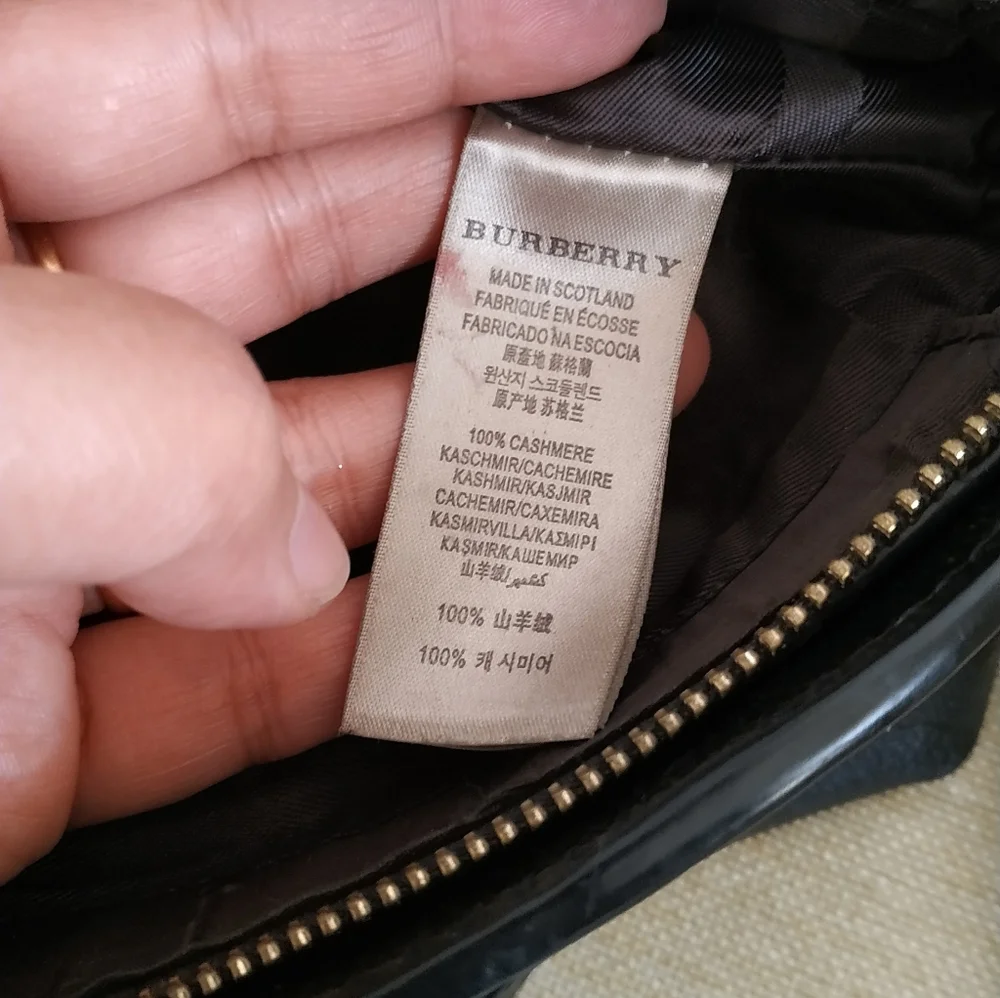 BURBERRY
MADE IN SCOTLAND
FABRIQUÉ EN ÉCOSSE
FABRICADO NA ESCOCIA
原產地 蘇格蘭
원산지 스코틀랜드
原产地 苏格兰
100% CASHMERE
KASCHMIR/CACHEMIRE
KASHMIR/KASJMIR
CACHEMIR/CAXEMIRA
KASMIRVILLA/ΚΑΣΜΙΡΙ
KAŞMIR/КАШЕМИР
山羊绒/كشمير
100% 山羊绒
100% 캐 시미어